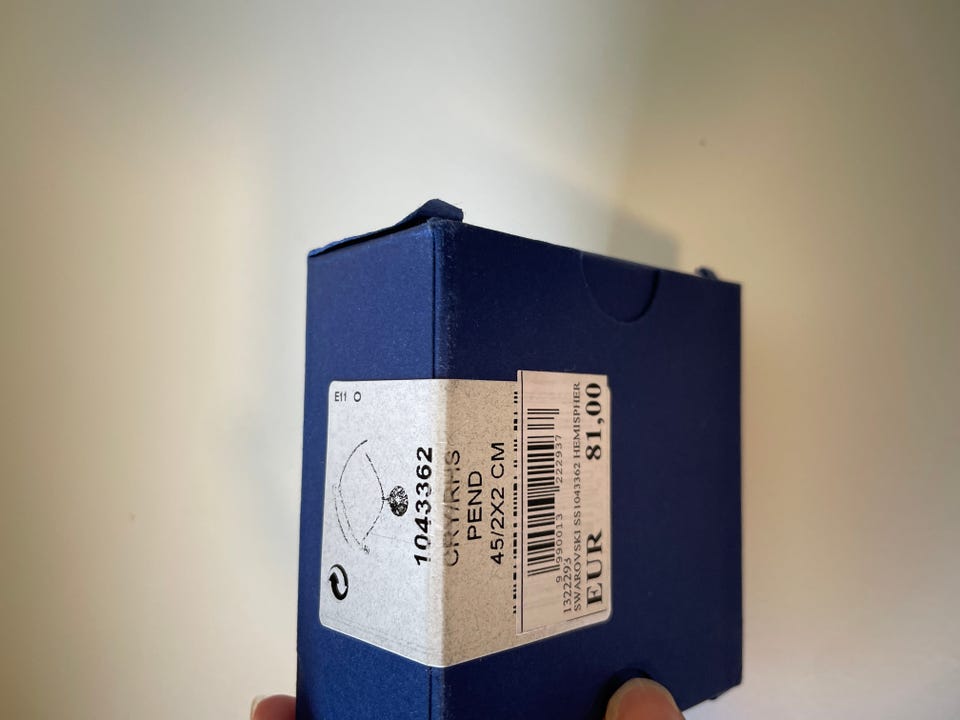 E11 O
1043362
CRY/RHS
PEND
45/2X2 CM
9 990013 222937
1322293
SWAROVSKI SS1043362 HEMISPHER
EUR 81,00